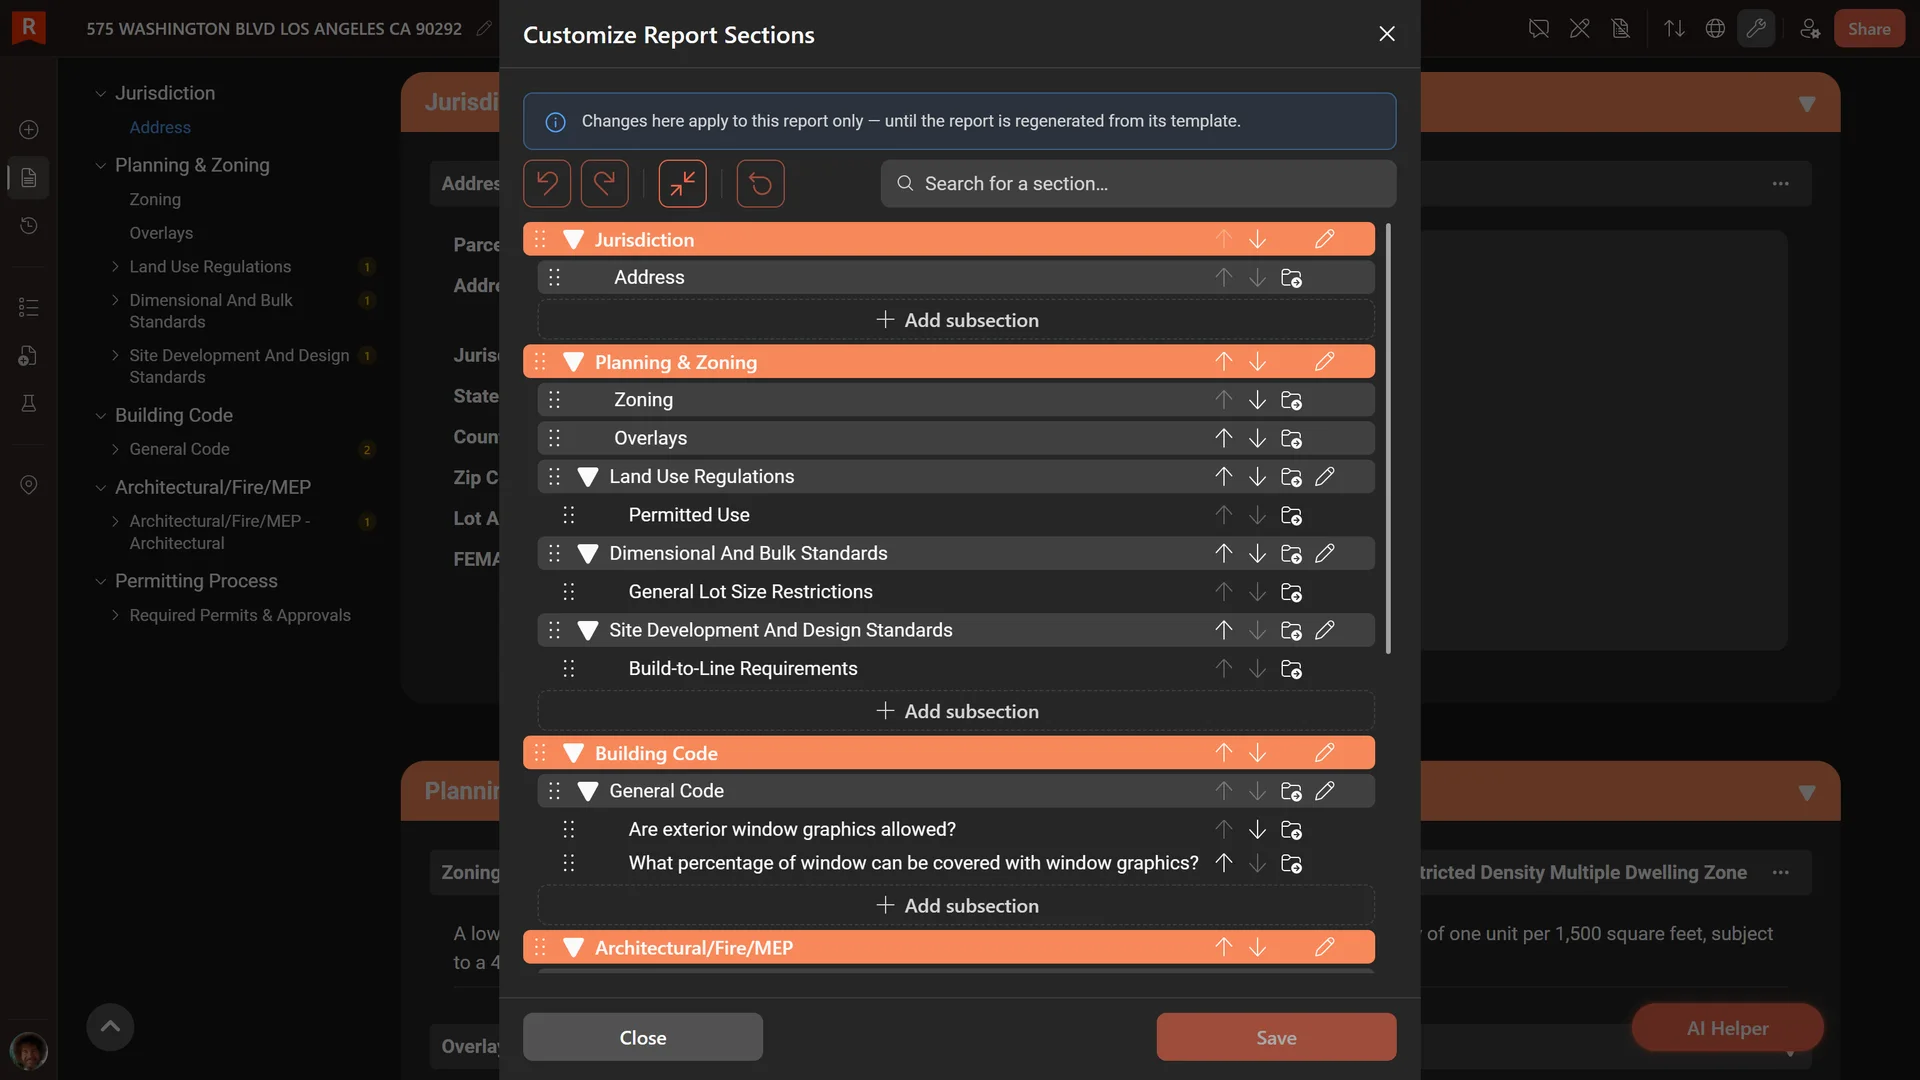 R
575 WASHINGTON BLVD LOS ANGELES CA 90292
Share
Jurisdiction
Address
Planning & Zoning
Zoning
Overlays
Land Use Regulations
1
Dimensional And Bulk
Standards
1
Site Development And Design
Standards
1
Building Code
General Code
2
Architectural/Fire/MEP
Architectural/Fire/MEP -
Architectural
1
Permitting Process
Required Permits & Approvals
Jurisdi
Addres
Parce
Addre
Juris
State
Coun
Zip C
Lot A
FEMA
Plannin
Zoning
A low
to a 4
Overlay
Customize Report Sections
Changes here apply to this report only — until the report is regenerated from its template.
Search for a section...
Jurisdiction
Address
Add subsection
Planning & Zoning
Zoning
Overlays
Land Use Regulations
Permitted Use
Dimensional And Bulk Standards
General Lot Size Restrictions
Site Development And Design Standards
Build-to-Line Requirements
Add subsection
Building Code
General Code
Are exterior window graphics allowed?
What percentage of window can be covered with window graphics?
Add subsection
Architectural/Fire/MEP
Close
Save
tricted Density Multiple Dwelling Zone
of one unit per 1,500 square feet, subject
AI Helper